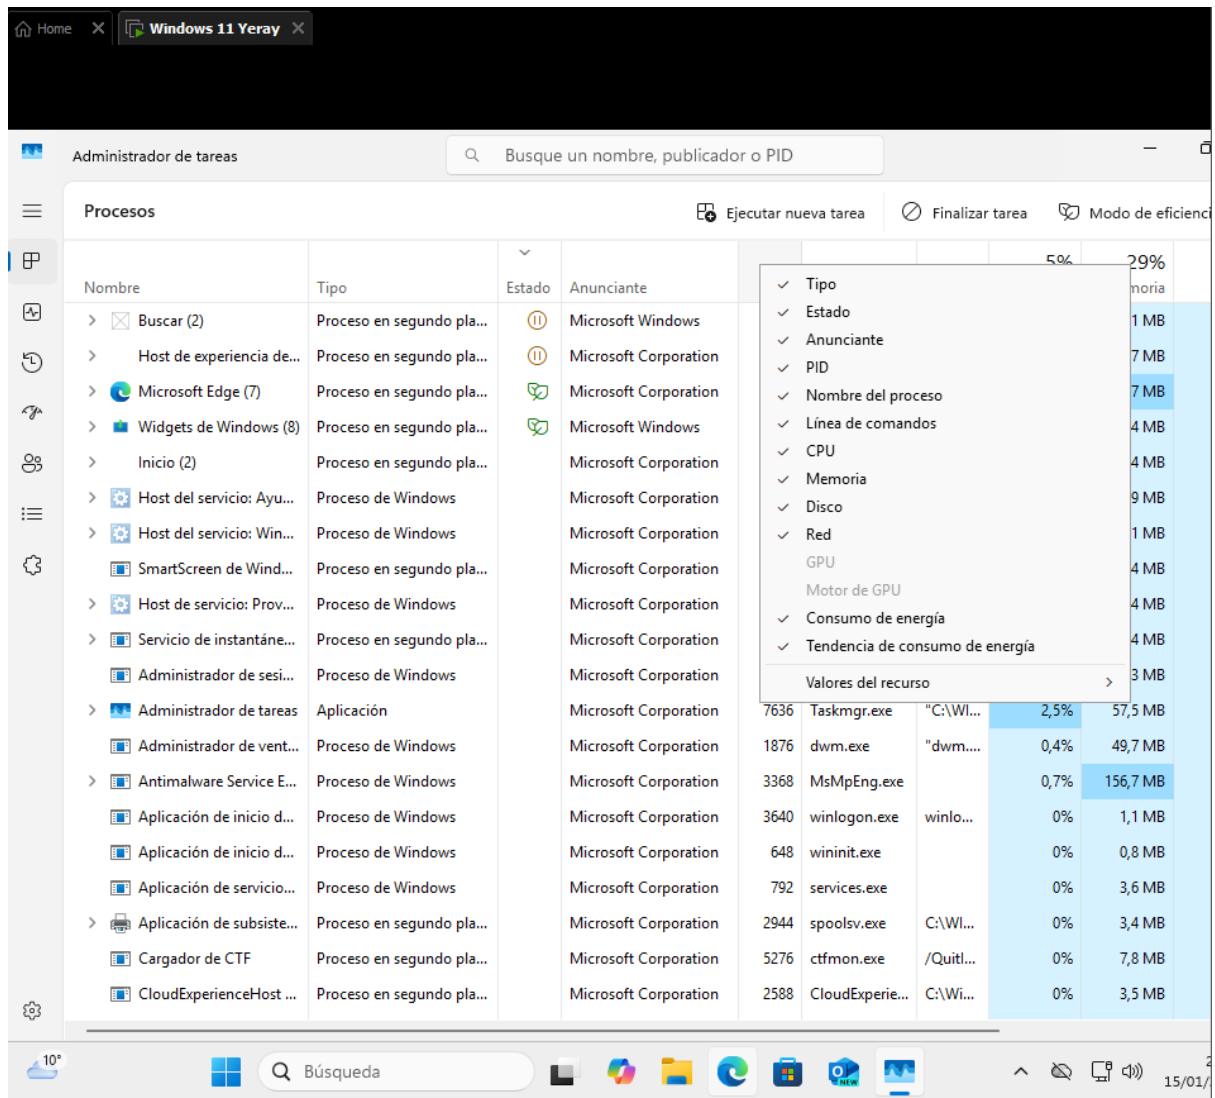 Home
Windows 11 Yeray
Administrador de tareas
Busque un nombre, publicador o PID
Procesos
Ejecutar nueva tarea
Finalizar tarea
Modo de eficienci
5% 29%
Nombre Tipo Estado Anunciante moria
Buscar (2) Proceso en segundo pla... Microsoft Windows 1 MB
Host de experiencia de... Proceso en segundo pla... Microsoft Corporation 7 MB
Microsoft Edge (7) Proceso en segundo pla... Microsoft Corporation 7 MB
Widgets de Windows (8) Proceso en segundo pla... Microsoft Windows 4 MB
Inicio (2) Proceso en segundo pla... Microsoft Corporation 4 MB
Host del servicio: Ayu... Proceso de Windows Microsoft Corporation 9 MB
Host del servicio: Win... Proceso de Windows Microsoft Corporation 1 MB
SmartScreen de Wind... Proceso en segundo pla... Microsoft Corporation 4 MB
Host de servicio: Prov... Proceso de Windows Microsoft Corporation 4 MB
Servicio de instantáne... Proceso en segundo pla... Microsoft Corporation 4 MB
Administrador de sesi... Proceso de Windows Microsoft Corporation 3 MB
Tipo
Estado
Anunciante
PID
Nombre del proceso
Línea de comandos
CPU
Memoria
Disco
Red
GPU
Motor de GPU
Consumo de energía
Tendencia de consumo de energía
Valores del recurso
Administrador de tareas Aplicación Microsoft Corporation 7636 Taskmgr.exe "C:\WI... 2,5% 57,5 MB
Administrador de vent... Proceso de Windows Microsoft Corporation 1876 dwm.exe "dwm.... 0,4% 49,7 MB
Antimalware Service E... Proceso en segundo pla... Microsoft Corporation 3368 MsMpEng.exe 0,7% 156,7 MB
Aplicación de inicio d... Proceso de Windows Microsoft Corporation 3640 winlogon.exe winlo... 0% 1,1 MB
Aplicación de inicio d... Proceso de Windows Microsoft Corporation 648 wininit.exe 0% 0,8 MB
Aplicación de servicio... Proceso de Windows Microsoft Corporation 792 services.exe 0% 3,6 MB
Aplicación de subsiste... Proceso en segundo pla... Microsoft Corporation 2944 spoolsv.exe C:\WI... 0% 3,4 MB
Cargador de CTF Proceso en segundo pla... Microsoft Corporation 5276 ctfmon.exe /Quitl... 0% 7,8 MB
CloudExperienceHost ... Proceso en segundo pla... Microsoft Corporation 2588 CloudExperie... C:\Wi... 0% 3,5 MB
10°
Búsqueda
NEW
15/01/